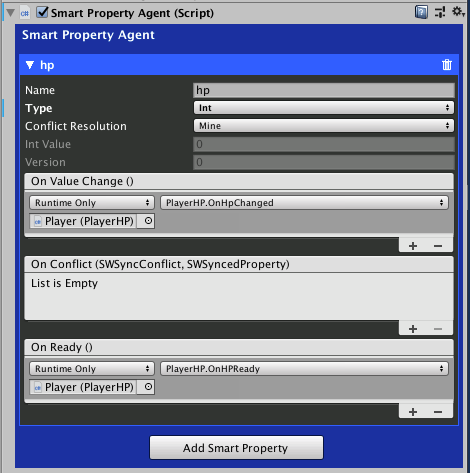 Smart Property Agent (Script)
Smart Property Agent
hp
Name hp
Type Int
Conflict Resolution Mine
Int Value 0
Version 0
On Value Change ()
Runtime Only PlayerHP.OnHpChanged
Player (PlayerHP)
+ −
On Conflict (SWSyncConflict, SWSyncedProperty)
List is Empty
+ −
On Ready ()
Runtime Only PlayerHP.OnHPReady
Player (PlayerHP)
+ −
Add Smart Property